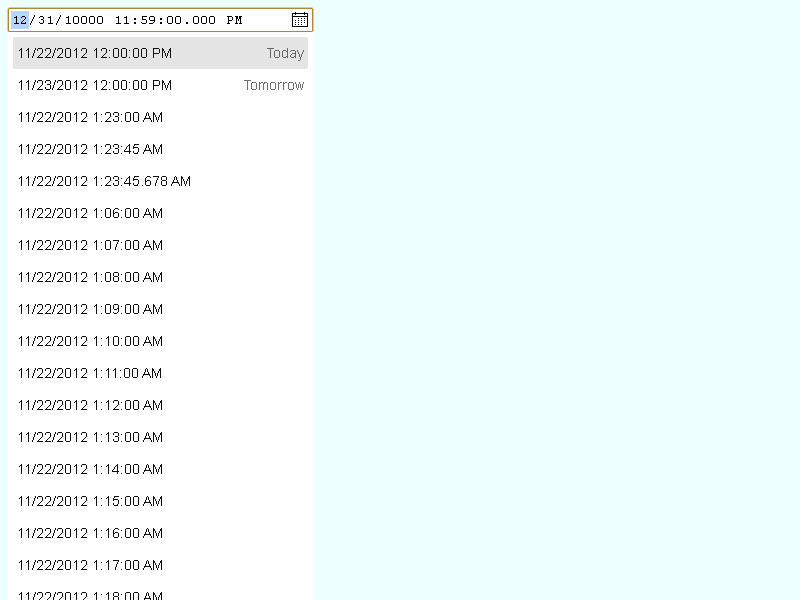 12/31/10000 11:59:00.000 PM
11/22/2012 12:00:00 PM Today
11/23/2012 12:00:00 PM Tomorrow
11/22/2012 1:23:00 AM
11/22/2012 1:23:45 AM
11/22/2012 1:23:45.678 AM
11/22/2012 1:06:00 AM
11/22/2012 1:07:00 AM
11/22/2012 1:08:00 AM
11/22/2012 1:09:00 AM
11/22/2012 1:10:00 AM
11/22/2012 1:11:00 AM
11/22/2012 1:12:00 AM
11/22/2012 1:13:00 AM
11/22/2012 1:14:00 AM
11/22/2012 1:15:00 AM
11/22/2012 1:16:00 AM
11/22/2012 1:17:00 AM
11/22/2012 1:18:00 AM